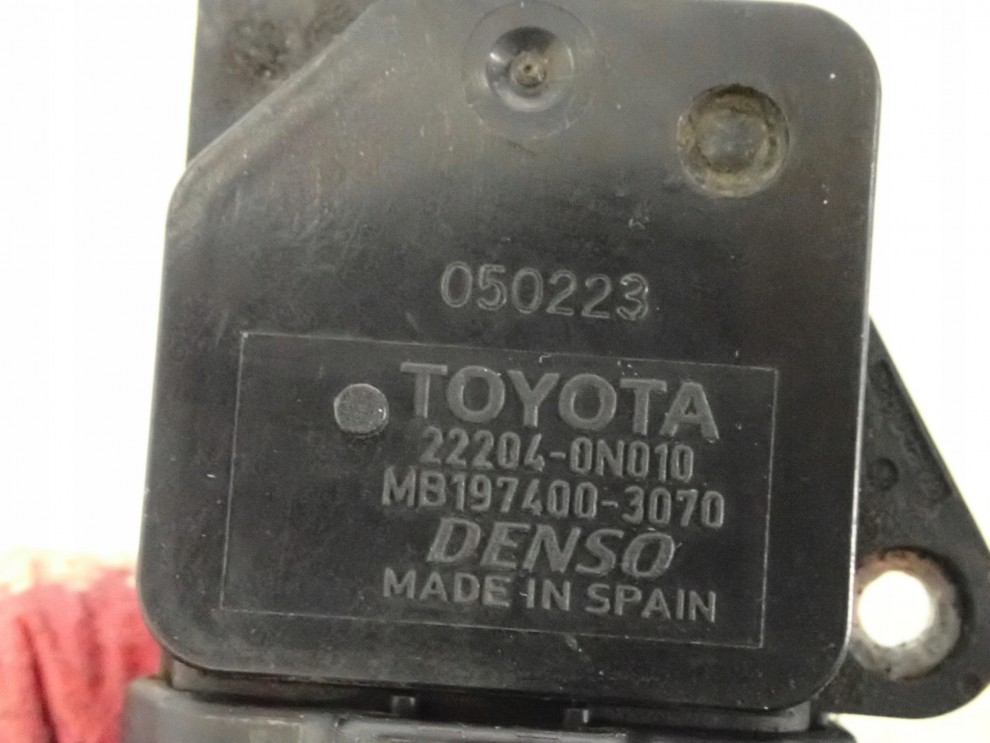 050223
TOYOTA
22204-0N010
MB197400-3070
DENSO
MADE IN SPAIN